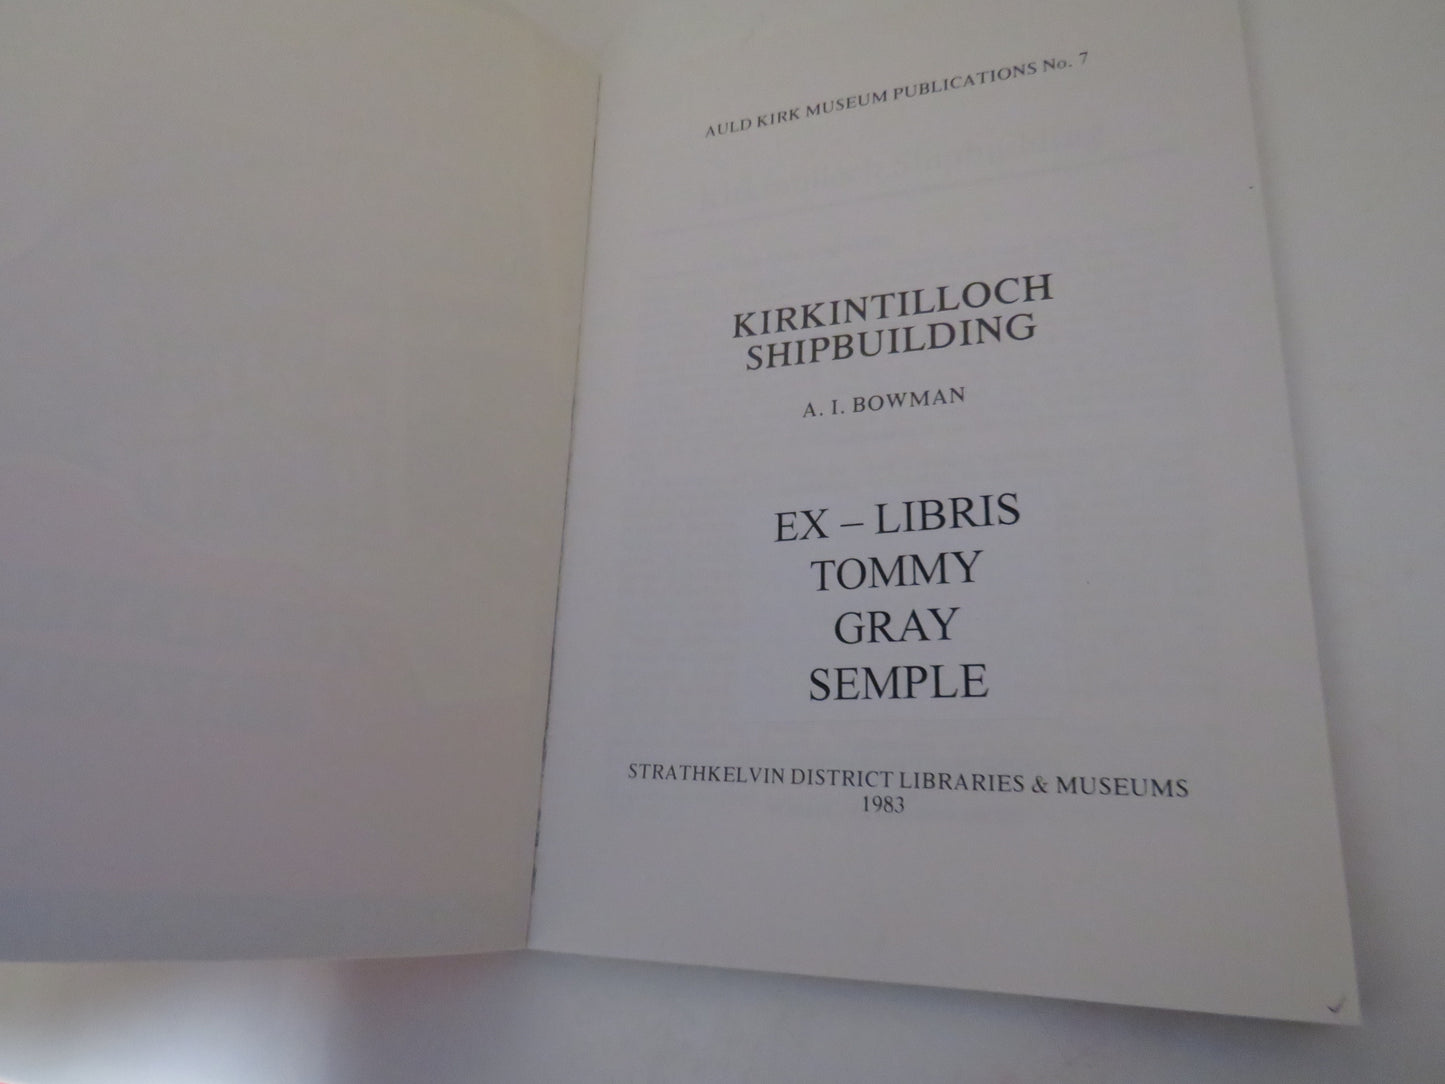 AULD KIRK MUSEUM PUBLICATIONS No. 7
KIRKINTILLOCH
SHIPBUILDING
A. I. BOWMAN
EX – LIBRIS
TOMMY
GRAY
SEMPLE
STRATHKELVIN DISTRICT LIBRARIES & MUSEUMS
1983